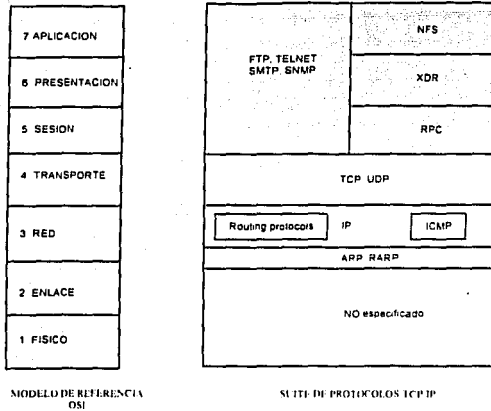 7 APLICACION
6 PRESENTACION
5 SESION
4 TRANSPORTE
3 RED
2 ENLACE
1 FISICO
MODELO DE REFERENCIA
OSI
FTP, TELNET
SMTP, SNMP
NFS
XDR
RPC
TCP UDP
Routing protocols
IP
ICMP
ARP RARP
NO especificado
SUITE DE PROTOCOLOS TCP IP